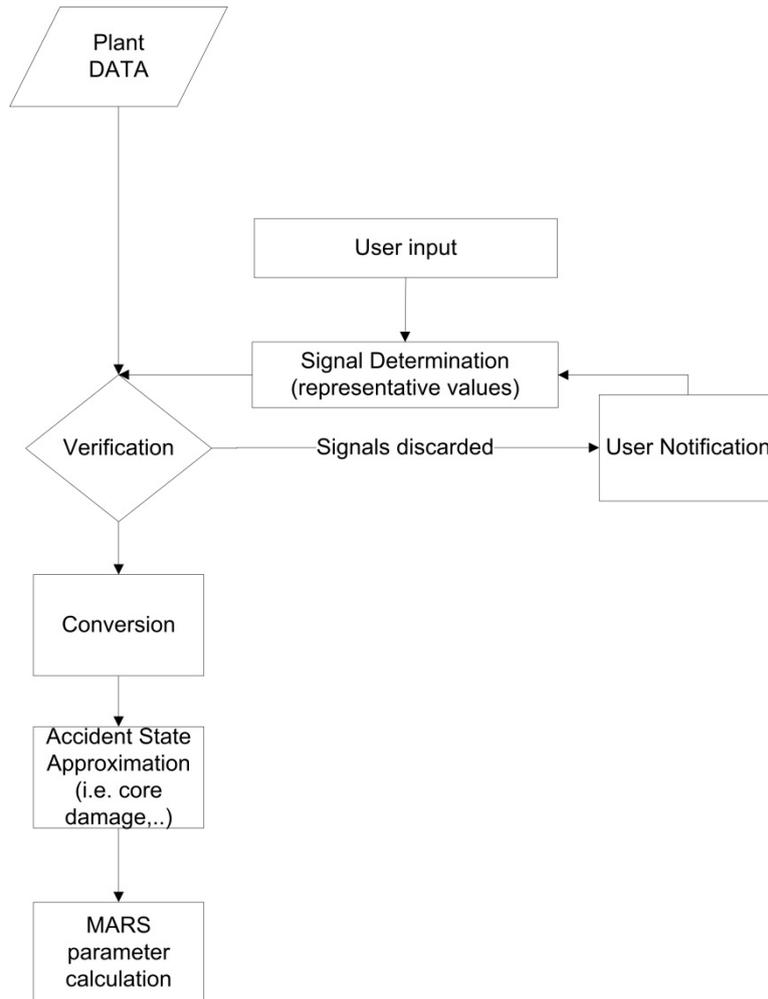 Plant
DATA
User input
Signal Determination
(representative values)
Verification
Signals discarded
User Notification
Conversion
Accident State
Approximation
(i.e. core
damage,..)
MARS
parameter
calculation